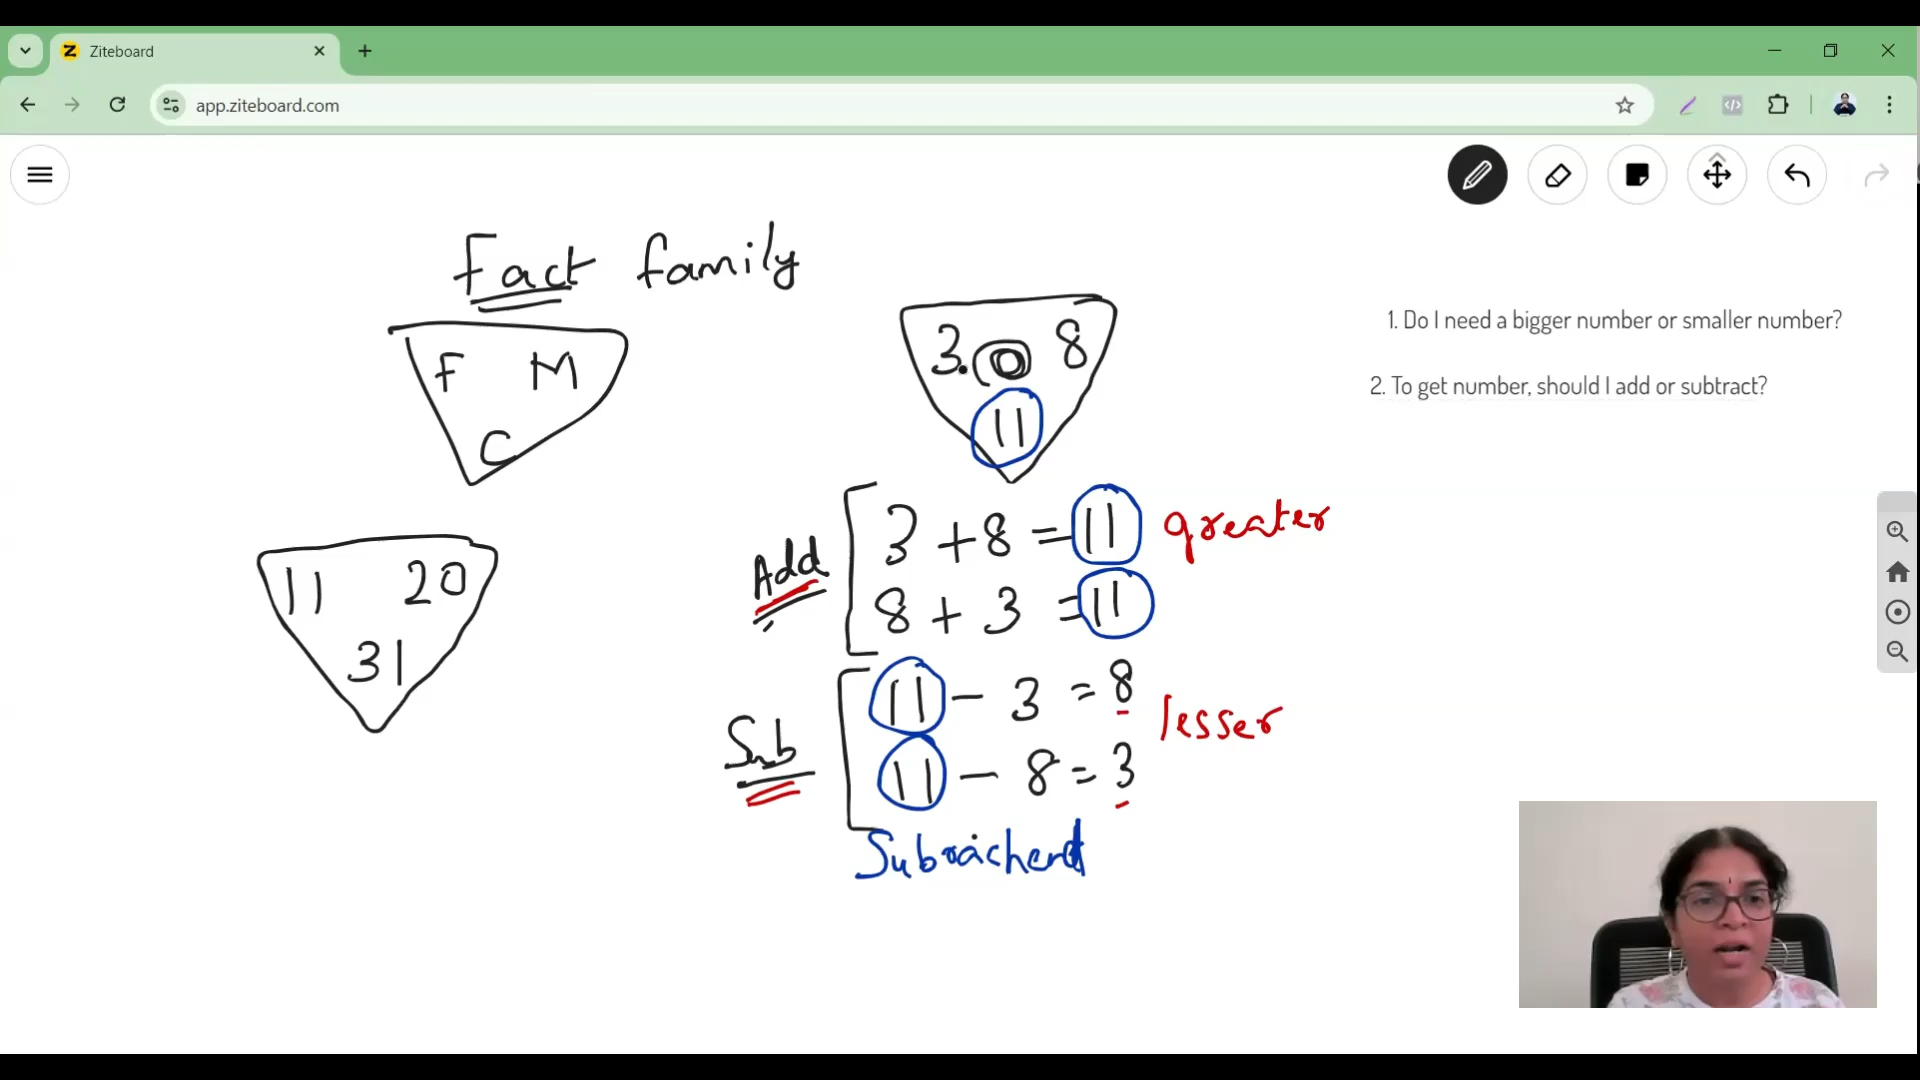 Ziteboard
app.ziteboard.com
Fact family
F M
C
3. 0 8
11
1. Do I need a bigger number or smaller number?
2. To get number, should I add or subtract?
11 20
31
Add
3 + 8 = 11 greater
8 + 3 = 11
Sub
11 - 3 = 8 lesser
11 - 8 = 3